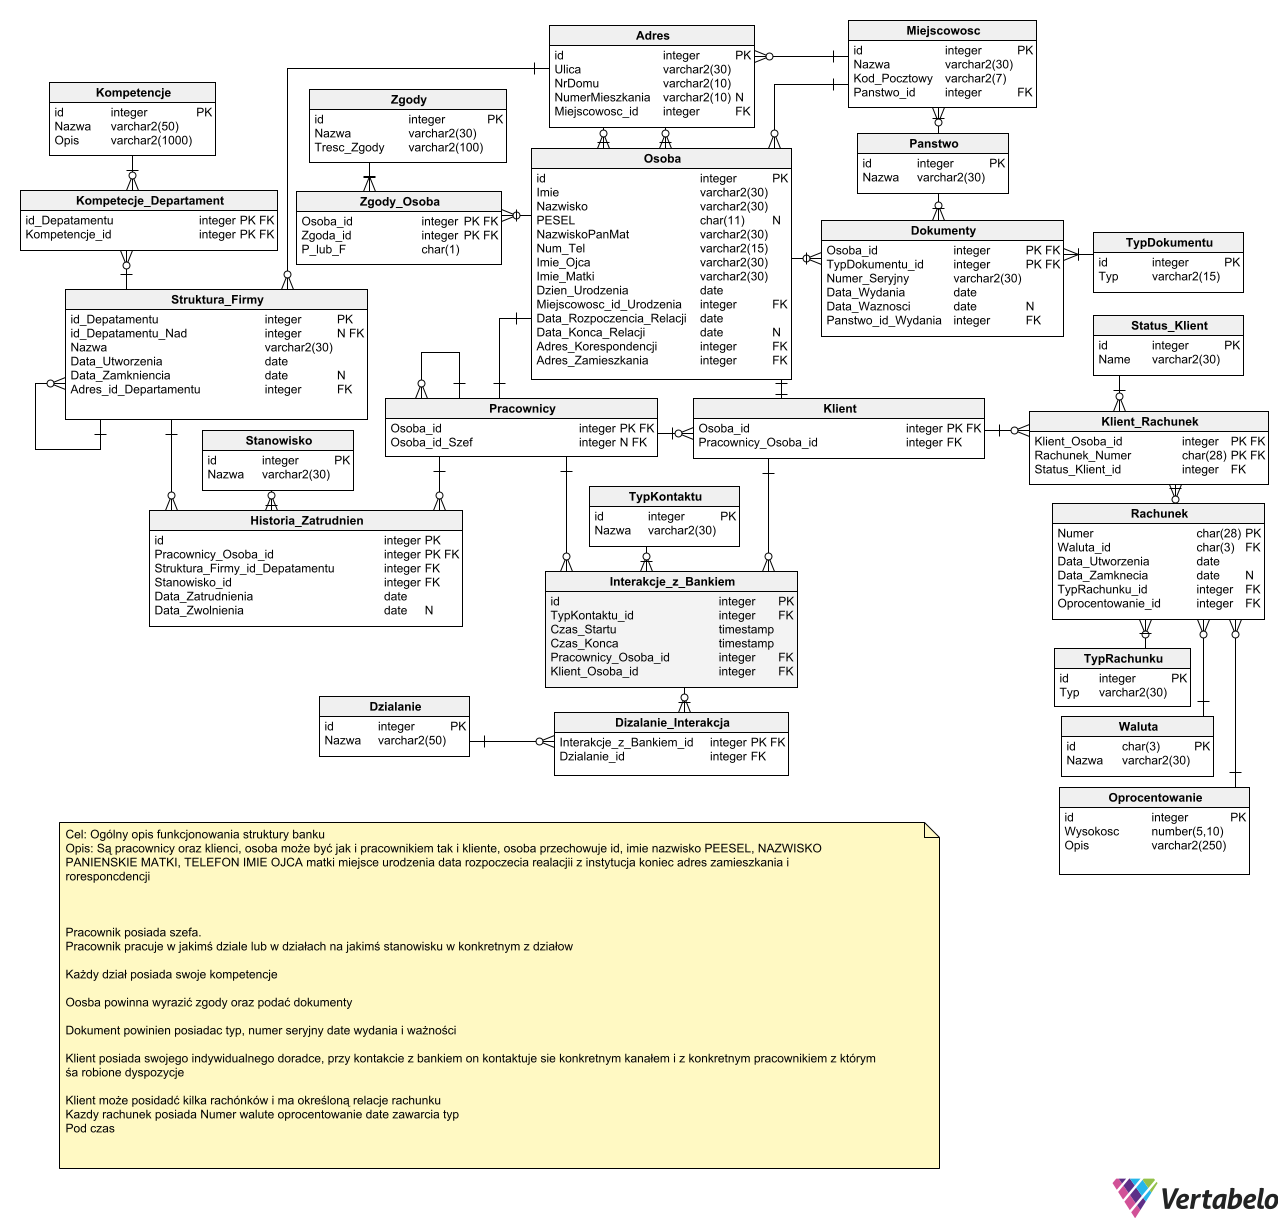 Adres
id integer PK
Ulica varchar2(30)
NrDomu varchar2(10)
NumerMieszkania varchar2(10) N
Miejscowosc_id integer FK
Miejscowosc
id integer PK
Nazwa varchar2(30)
Kod_Pocztowy varchar2(7)
Panstwo_id integer FK
Kompetencje
id integer PK
Nazwa varchar2(50)
Opis varchar2(1000)
Zgody
id integer PK
Nazwa varchar2(30)
Tresc_Zgody varchar2(100)
Panstwo
id integer PK
Nazwa varchar2(30)
Osoba
id integer PK
Imie varchar2(30)
Nazwisko varchar2(30)
PESEL char(11) N
NazwiskoPanMat varchar2(30)
Num_Tel varchar2(15)
Imie_Ojca varchar2(30)
Imie_Matki varchar2(30)
Dzien_Urodzenia date
Miejscowosc_id_Urodzenia integer FK
Data_Rozpoczencia_Relacji date
Data_Konca_Relacji date N
Adres_Korespondencji integer FK
Adres_Zamieszkania integer FK
Kompetecje_Departament
id_Depatamentu integer PK FK
Kompetencje_id integer PK FK
Zgody_Osoba
Osoba_id integer PK FK
Zgoda_id integer PK FK
P_lub_F char(1)
Dokumenty
Osoba_id integer PK FK
TypDokumentu_id integer PK FK
Numer_Seryjny varchar2(30)
Data_Wydania date
Data_Waznosci date N
Panstwo_id_Wydania integer FK
TypDokumentu
id integer PK
Typ varchar2(15)
Struktura_Firmy
id_Depatamentu integer PK
id_Depatamentu_Nad integer N FK
Nazwa varchar2(30)
Data_Utworzenia date
Data_Zamkniencia date N
Adres_id_Departamentu integer FK
Status_Klient
id integer PK
Name varchar2(30)
Pracownicy
Osoba_id integer PK FK
Osoba_id_Szef integer N FK
Klient
Osoba_id integer PK FK
Pracownicy_Osoba_id integer FK
Klient_Rachunek
Klient_Osoba_id integer PK FK
Rachunek_Numer char(28) PK FK
Status_Klient_id integer FK
Stanowisko
id integer PK
Nazwa varchar2(30)
TypKontaktu
id integer PK
Nazwa varchar2(30)
Rachunek
Numer char(28) PK
Waluta_id char(3) FK
Data_Utworzenia date
Data_Zamknecia date N
TypRachunku_id integer FK
Oprocentowanie_id integer FK
Historia_Zatrudnien
id integer PK
Pracownicy_Osoba_id integer PK FK
Struktura_Firmy_id_Depatamentu integer FK
Stanowisko_id integer FK
Data_Zatrudnienia date
Data_Zwolnienia date N
Interakcje_z_Bankiem
id integer PK
TypKontaktu_id integer FK
Czas_Startu timestamp
Czas_Konca timestamp
Pracownicy_Osoba_id integer FK
Klient_Osoba_id integer FK
TypRachunku
id integer PK
Typ varchar2(30)
Dzialanie
id integer PK
Nazwa varchar2(50)
Dizalanie_Interakcja
Interakcje_z_Bankiem_id integer PK FK
Dzialanie_id integer FK
Waluta
id char(3) PK
Nazwa varchar2(30)
Oprocentowanie
id integer PK
Wysokosc number(5,10)
Opis varchar2(250)
Cel: Ogólny opis funkcjonowania struktury banku
Opis: Są pracownicy oraz klienci, osoba może być jak i pracownikiem tak i kliente, osoba przechowuje id, imie nazwisko PEESEL, NAZWISKO
PANIENSKIE MATKI, TELEFON IMIE OJCA matki miejsce urodzenia data rozpoczecia realacjii z instytucja koniec adres zamieszkania i
roresponcdencji
Pracownik posiada szefa.
Pracownik pracuje w jakimś dziale lub w działach na jakimś stanowisku w konkretnym z działow
Każdy dział posiada swoje kompetencje
Oosba powinna wyrazić zgody oraz podać dokumenty
Dokument powinien posiadac typ, numer seryjny date wydania i ważności
Klient posiada swojego indywidualnego doradce, przy kontakcie z bankiem on kontaktuje sie konkretnym kanałem i z konkretnym pracownikiem z którym
śa robione dyspozycje
Klient może posidadć kilka rachónków i ma określoną relacje rachunku
Kazdy rachunek posiada Numer walute oprocentowanie date zawarcia typ
Pod czas
Vertabelo